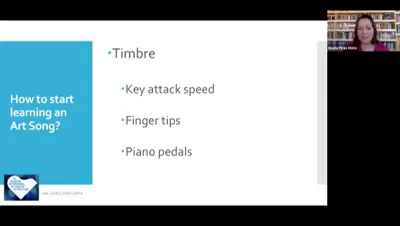 •Timbre
How to start
learning an
Art Song?
•Key attack speed
•Finger tips
•Piano pedals